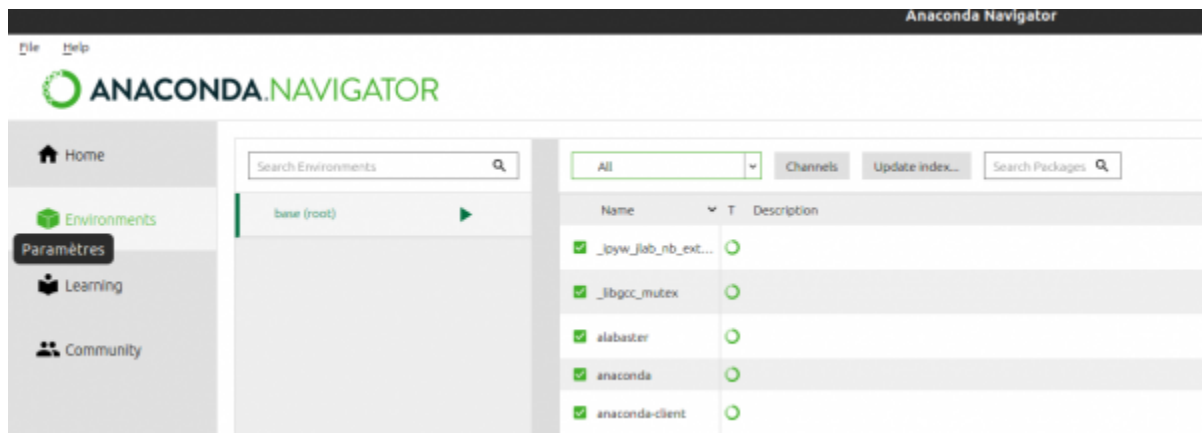 Anaconda Navigator
File Help
ANACONDA.NAVIGATOR
Home
Search Environments
All
Channels
Update index...
Search Packages
base (root)
Name T Description
Environments
Paramètres
_ipyw_jlab_nb_ext...
_libgcc_mutex
Learning
alabaster
Community
anaconda
anaconda-client